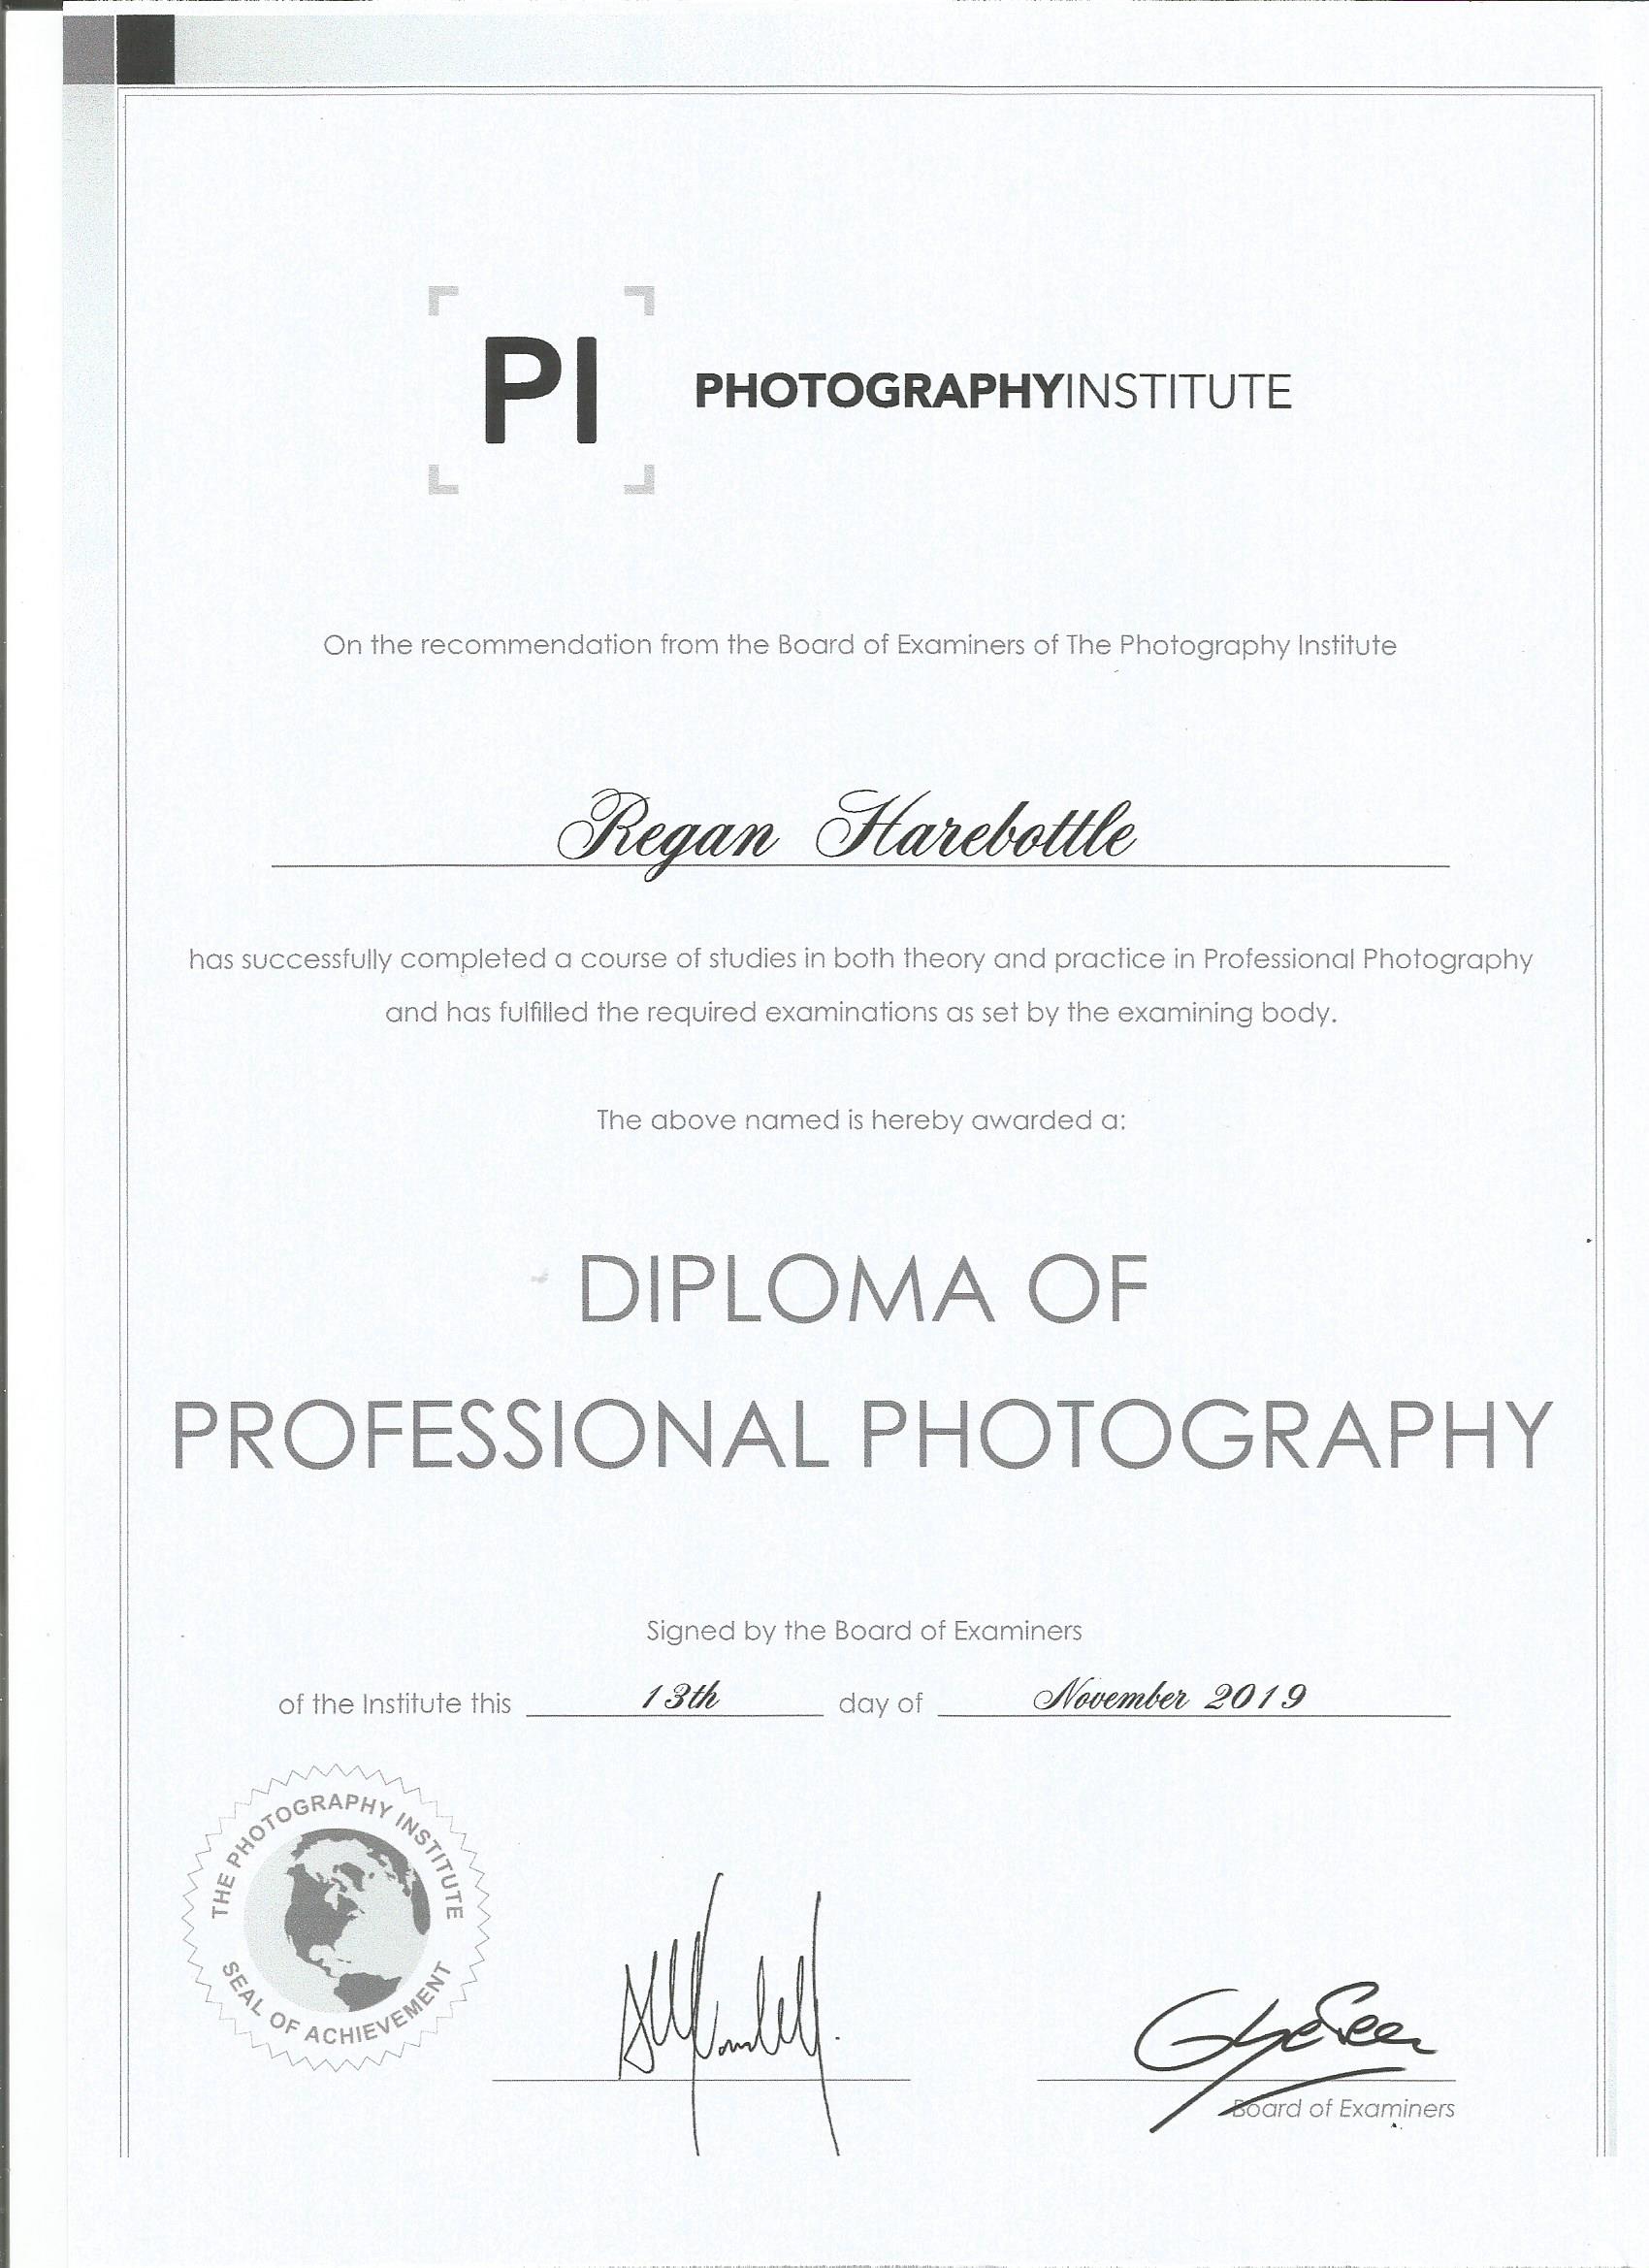 PI PHOTOGRAPHYINSTITUTE
On the recommendation from the Board of Examiners of The Photography Institute
Regan Harebottle
has successfully completed a course of studies in both theory and practice in Professional Photography
and has fulfilled the required examinations as set by the examining body.
The above named is hereby awarded a:
DIPLOMA OF
PROFESSIONAL PHOTOGRAPHY
Signed by the Board of Examiners
of the Institute this 13th day of November 2019
THE PHOTOGRAPHY INSTITUTE
SEAL OF ACHIEVEMENT
Board of Examiners